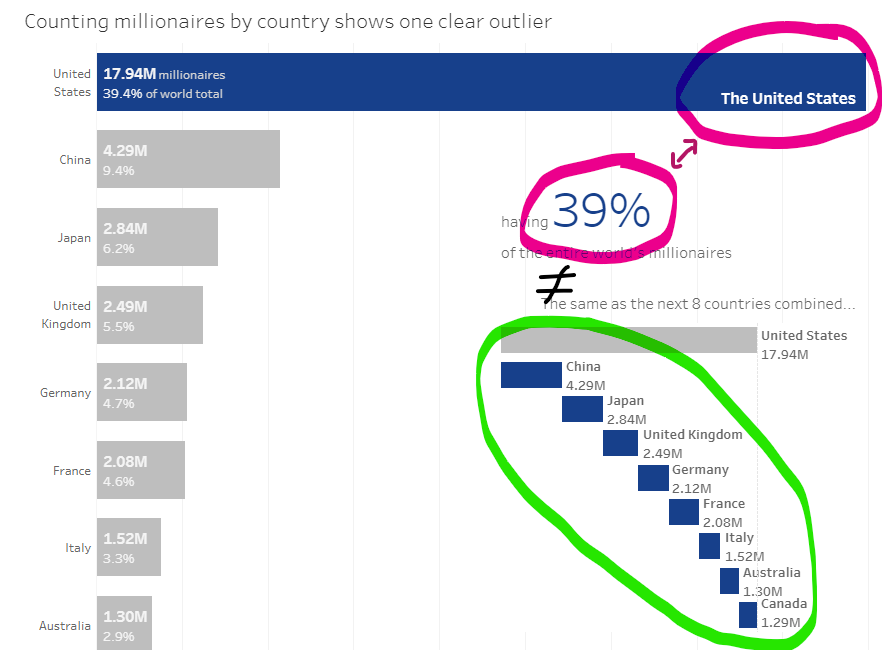 Counting millionaires by country shows one clear outlier
United
States
17.94M millionaires
39.4% of world total
The United States
China
4.29M
9.4%
Japan
2.84M
6.2%
United
Kingdom
2.49M
5.5%
Germany
2.12M
4.7%
France
2.08M
4.6%
Italy
1.52M
3.3%
Australia
1.30M
2.9%
having 39%
of the entire world's millionaires
≠
The same as the next 8 countries combined...
United States
17.94M
China
4.29M
Japan
2.84M
United Kingdom
2.49M
Germany
2.12M
France
2.08M
Italy
1.52M
Australia
1.30M
Canada
1.29M